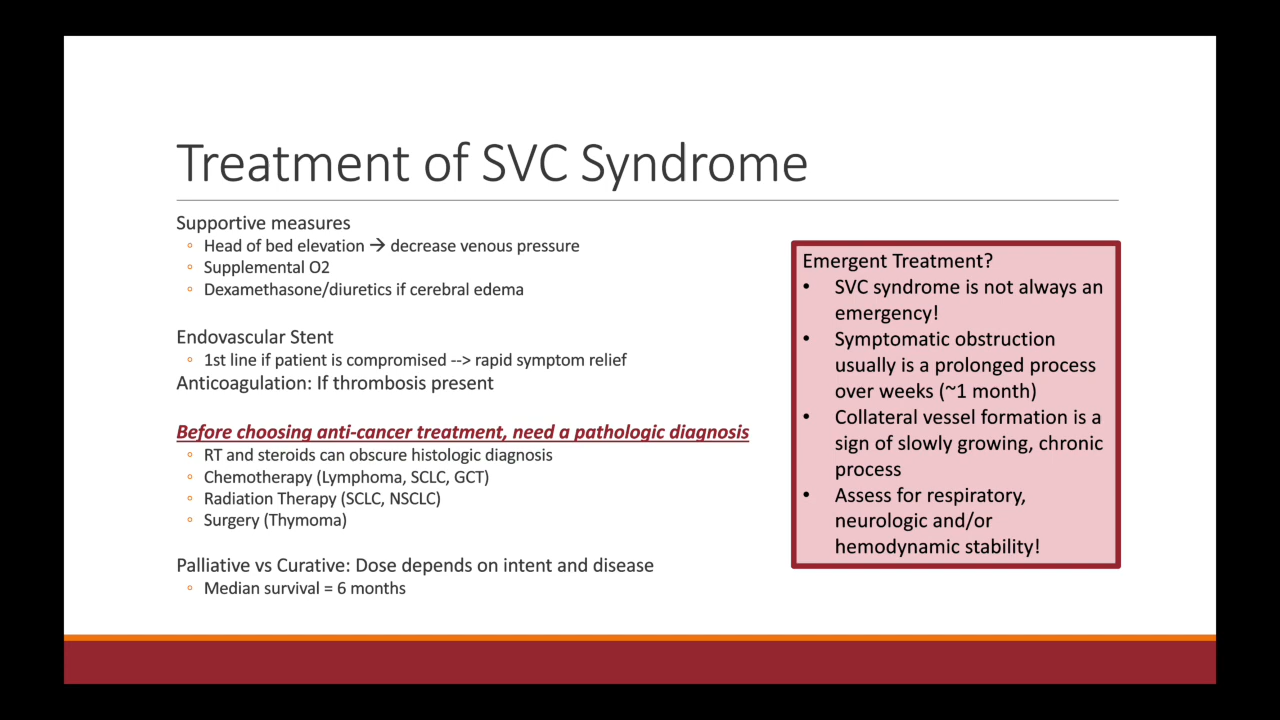 Treatment of SVC Syndrome
Supportive measures
◦ Head of bed elevation → decrease venous pressure
◦ Supplemental O2
◦ Dexamethasone/diuretics if cerebral edema
Endovascular Stent
◦ 1st line if patient is compromised --> rapid symptom relief
Anticoagulation: If thrombosis present
Before choosing anti-cancer treatment, need a pathologic diagnosis
◦ RT and steroids can obscure histologic diagnosis
◦ Chemotherapy (Lymphoma, SCLC, GCT)
◦ Radiation Therapy (SCLC, NSCLC)
◦ Surgery (Thymoma)
Palliative vs Curative: Dose depends on intent and disease
◦ Median survival = 6 months
Emergent Treatment?
• SVC syndrome is not always an
emergency!
• Symptomatic obstruction
usually is a prolonged process
over weeks (~1 month)
• Collateral vessel formation is a
sign of slowly growing, chronic
process
• Assess for respiratory,
neurologic and/or
hemodynamic stability!